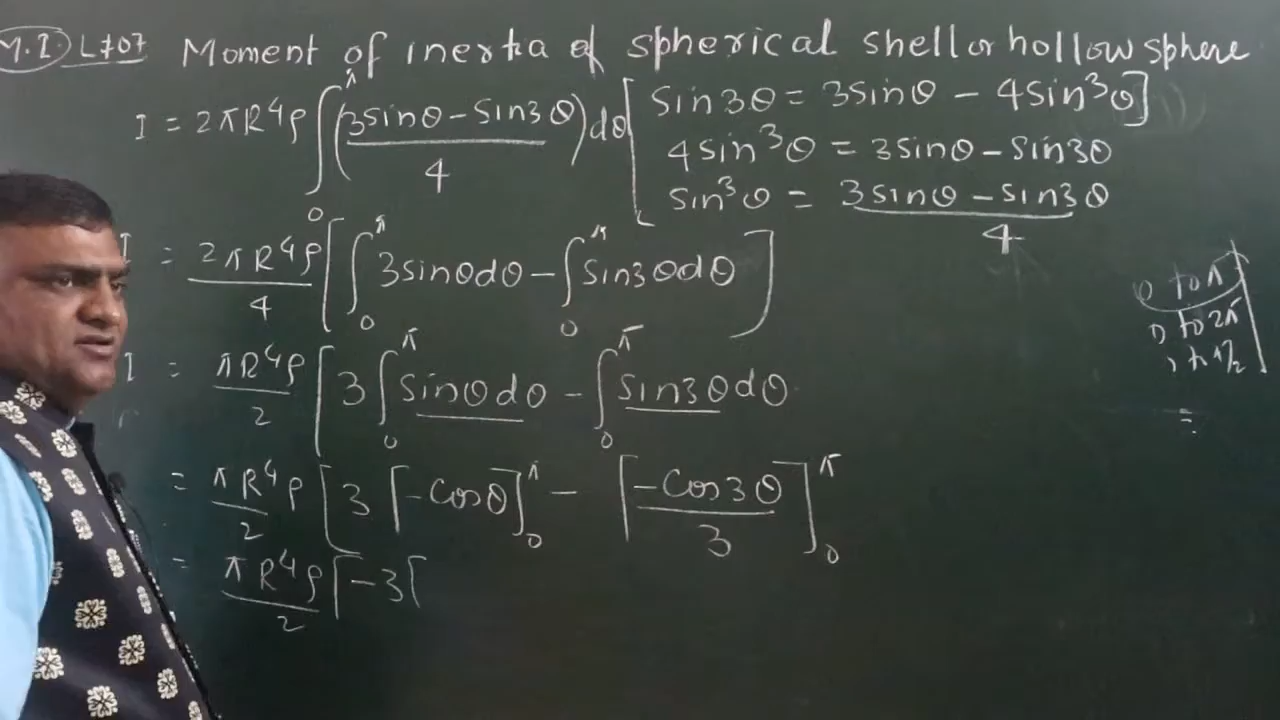 M.I L#07 Moment of inertia of spherical shell or hollow sphere
I = 2πR⁴ρ ∫₀^π (3sinθ – sin3θ)/4 dθ [sin3θ = 3sinθ – 4sin³θ]
4sin³θ = 3sinθ – sin3θ
sin³θ = (3sinθ – sin3θ)/4
I = 2πR⁴ρ/4 [∫₀^π 3sinθdθ – ∫₀^π sin3θdθ]
0 to π
0 to 2π
I = πR⁴ρ/2 [3∫₀^π sinθdθ – ∫₀^π sin3θdθ
= πR⁴ρ/2 [3[-cosθ]₀^π – [-cos3θ/3]₀^π
= πR⁴ρ/2 [-3[